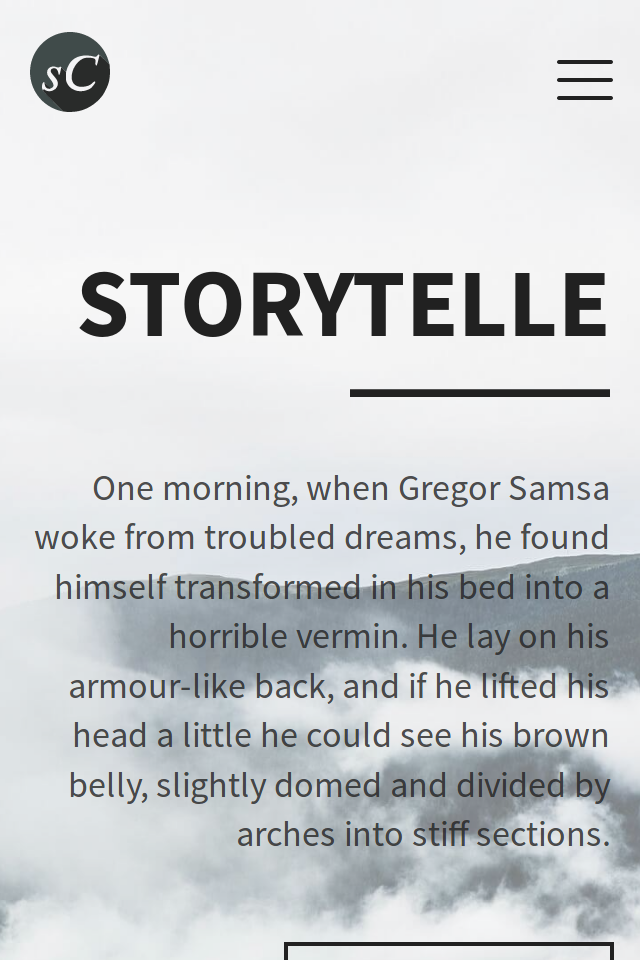 sC
STORYTELLE
One morning, when Gregor Samsa
woke from troubled dreams, he found
himself transformed in his bed into a
horrible vermin. He lay on his
armour-like back, and if he lifted his
head a little he could see his brown
belly, slightly domed and divided by
arches into stiff sections.